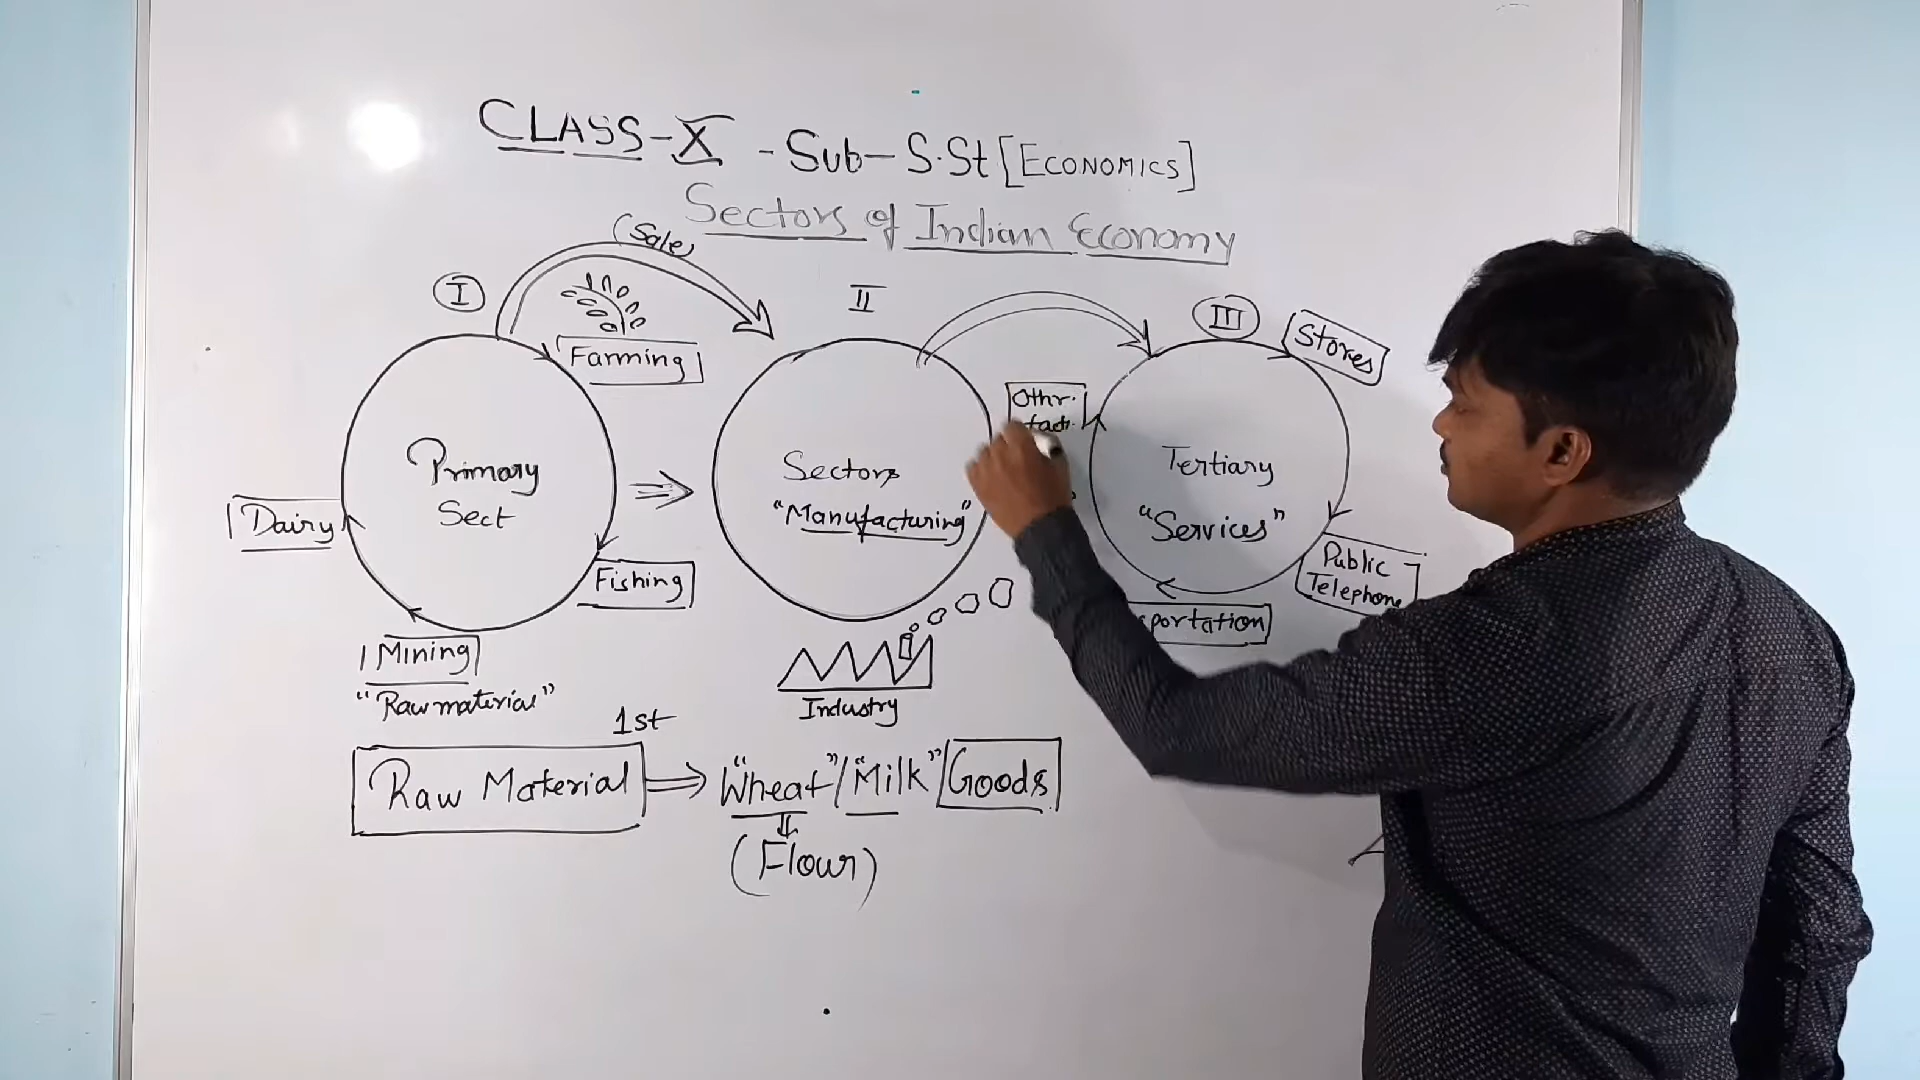 CLASS-X - Sub- S.St [ECONOMICS]
Sectors of Indian Economy
(Sale)
I
II
III
Farming
Stores
Othr.
Primary
Sect
Sectors
"Manufacturing"
Tertiary
"Services"
Dairy
Fishing
Public
Telephone
portation
Mining
"Raw material"
Industry
1st
Raw Material ⇒ "Wheat"/"Milk" Goods
(Flour)